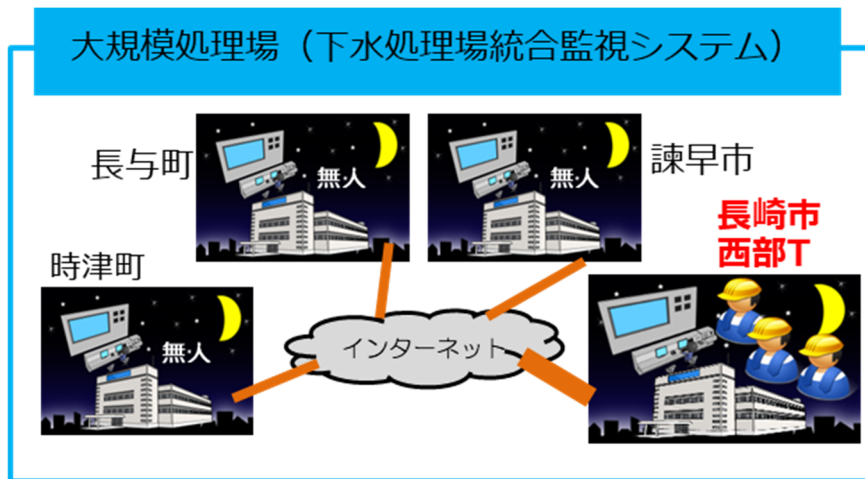 大規模処理場（下水処理場統合監視システム）
長与町
無人
無人
諫早市
長崎市
西部T
時津町
無人
インターネット